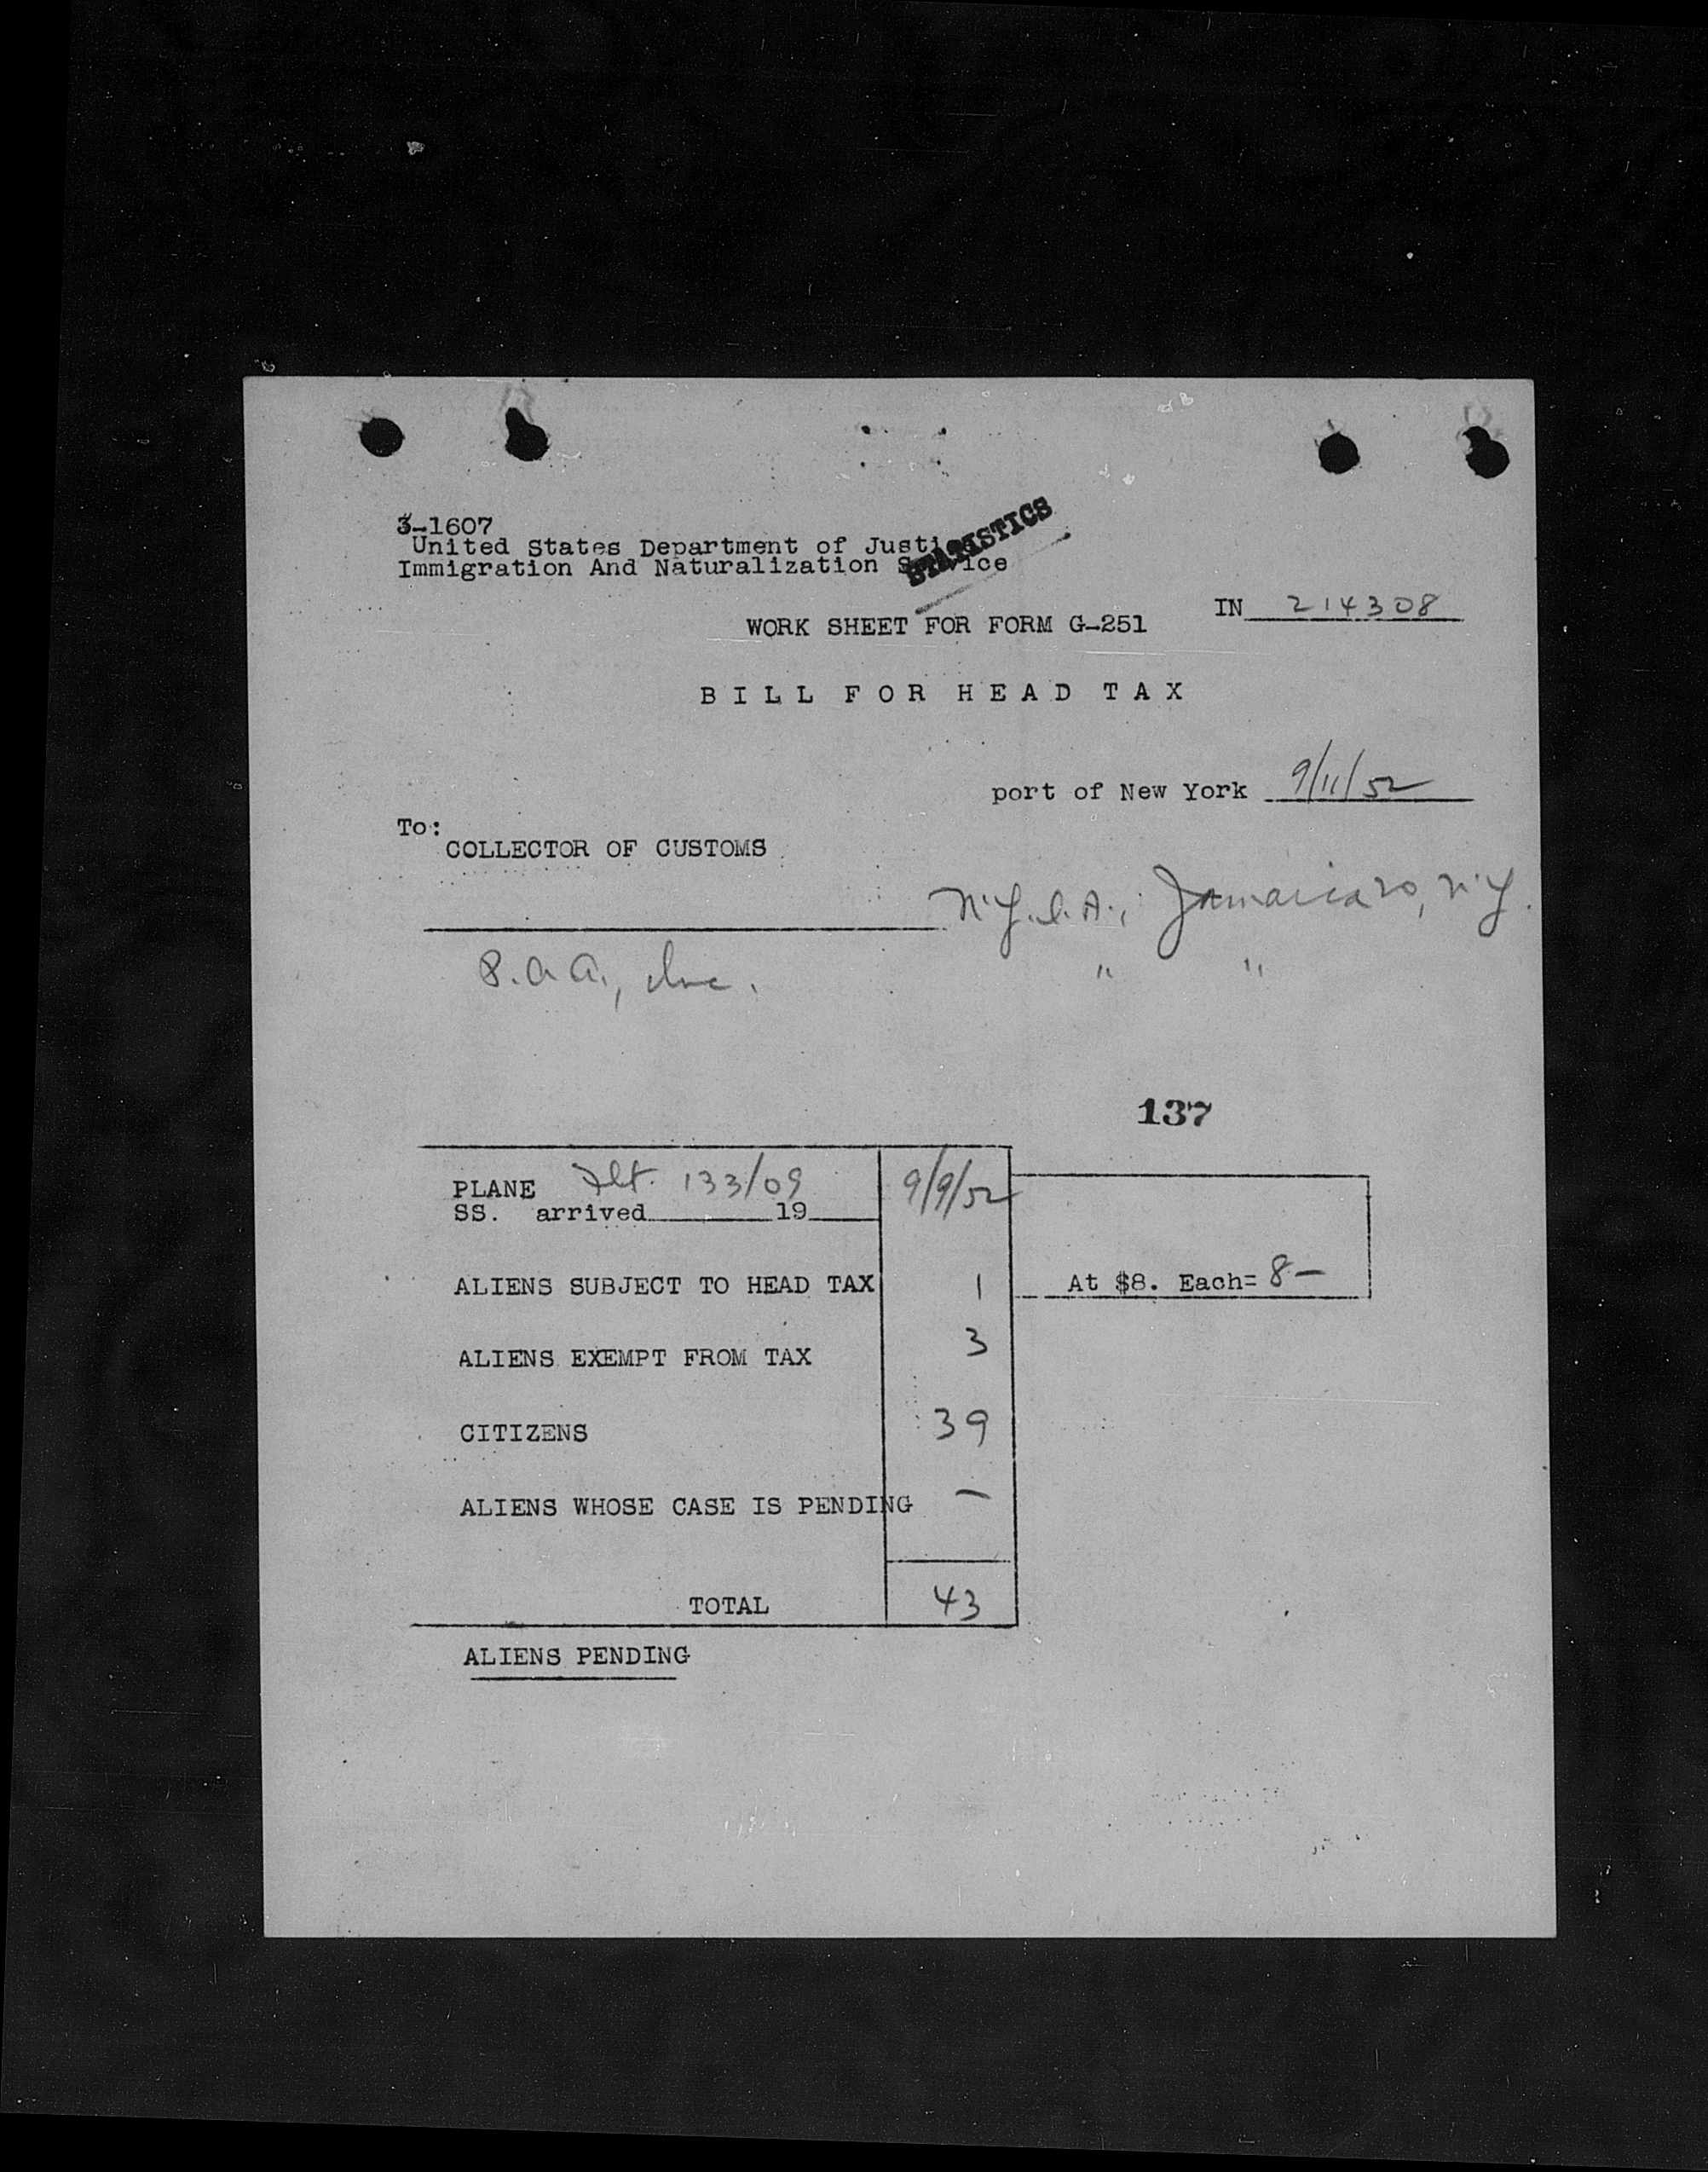 3-1607
United States Department of Justice
Immigration And Naturalization Service
STATISTICS
IN 214308
WORK SHEET FOR FORM G-251
BILL FOR HEAD TAX
port of New York 9/11/52
To:
COLLECTOR OF CUSTOMS
N.Y.I.A., Jamaica 20, N.Y.
P.A.A., Inc. " "
137
PLANE Flt. 133/09 9/9/52
SS. arrived 19
ALIENS SUBJECT TO HEAD TAX 1 At $8. Each= 8-
ALIENS EXEMPT FROM TAX 3
CITIZENS 39
ALIENS WHOSE CASE IS PENDING -
TOTAL 43
ALIENS PENDING